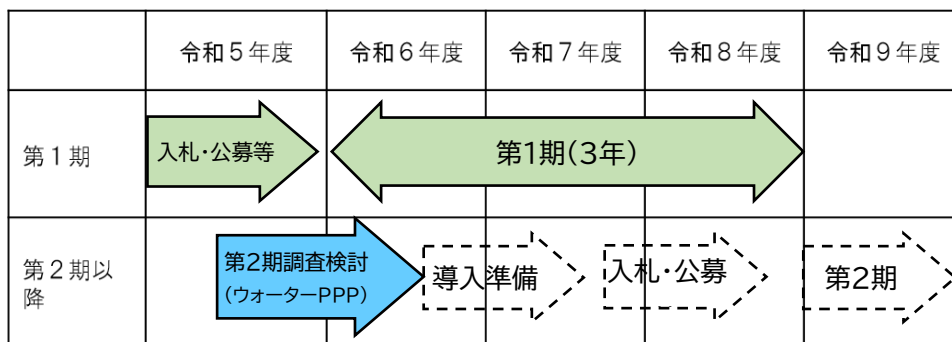 令和５年度
令和６年度
令和７年度
令和８年度
令和９年度
第１期
入札・公募等
第1期(3年)
第２期以
降
第2期調査検討
(ウォーターPPP)
導入準備
入札・公募
第2期